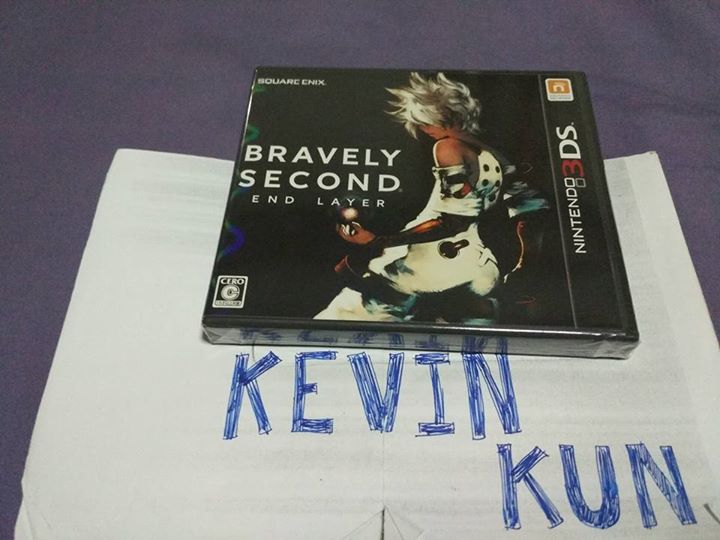 SQUARE ENIX
BRAVELY
SECOND
END LAYER
CERO
C
NINTENDO 3DS
KEVIN
KUN